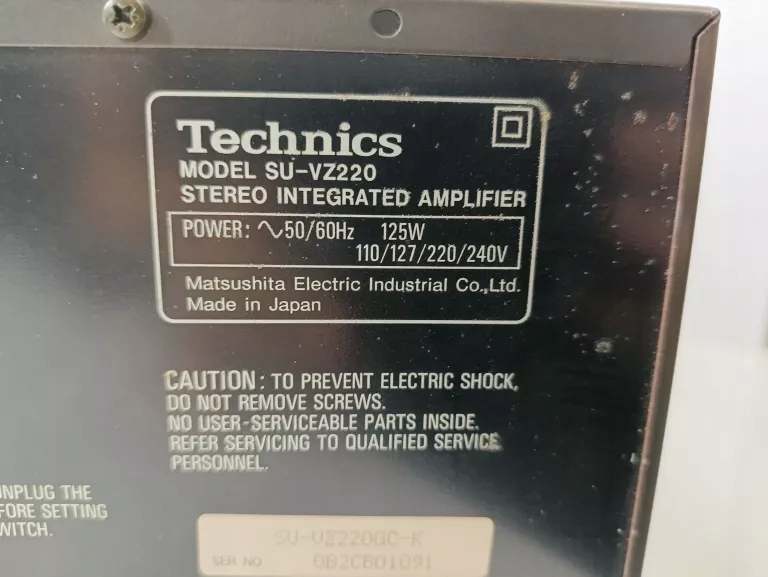 Technics
MODEL SU-VZ220
STEREO INTEGRATED AMPLIFIER
POWER: ∿50/60Hz 125W
110/127/220/240V
Matsushita Electric Industrial Co.,Ltd.
Made in Japan
CAUTION: TO PREVENT ELECTRIC SHOCK,
DO NOT REMOVE SCREWS.
NO USER-SERVICEABLE PARTS INSIDE.
REFER SERVICING TO QUALIFIED SERVICE
PERSONNEL.
UNPLUG THE
FORE SETTING
WITCH.
SU-VZ220GC-K
SER NO